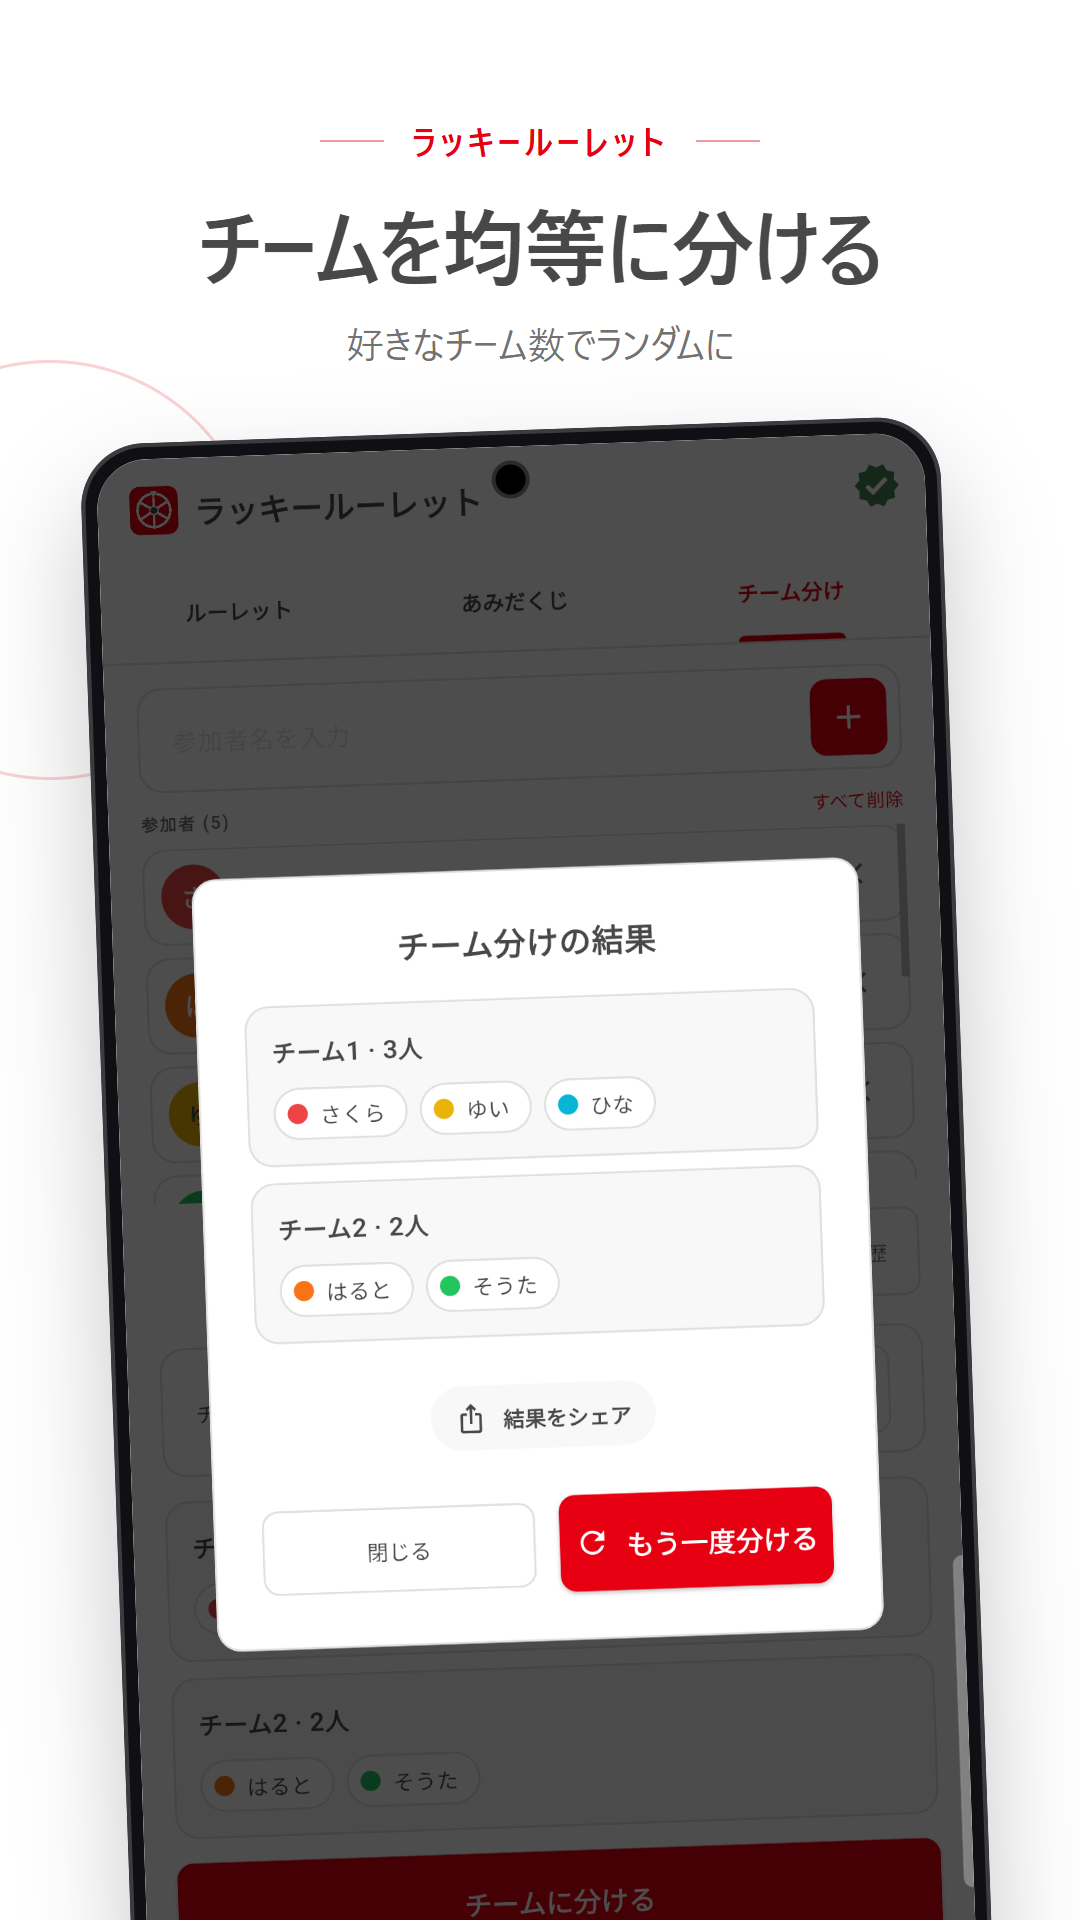 ラッキールーレット
チームを均等に分ける
好きなチーム数でランダムに
ラッキールーレット
ルーレット あみだくじ チーム分け
参加者名を入力
すべて削除
参加者 (5)
チーム分けの結果
チーム1 · 3人
さくら ゆい ひな
チーム2 · 2人
はると そうた
歴
結果をシェア
閉じる もう一度分ける
チーム2 · 2人
はると そうた
チームに分ける